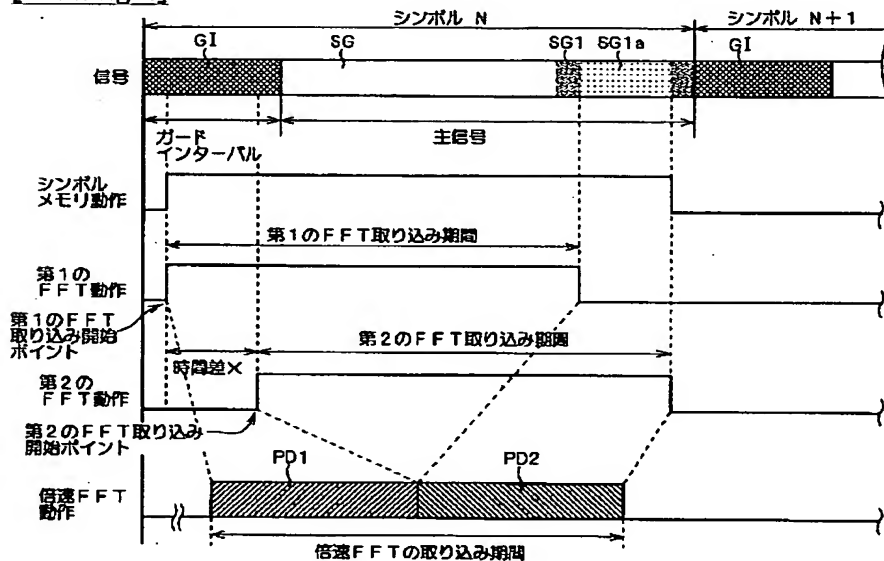 シンボル N
シンボル N+1
GI
SG
SG1
SG1a
GI
信号
ガード
インターバル
主信号
シンボル
メモリ動作
第1のFFT取り込み期間
第1の
FFT動作
第1のFFT
取り込み開始
ポイント
時間差X
第2のFFT取り込み期間
第2の
FFT動作
第2のFFT取り込み
開始ポイント
PD1
PD2
倍速FFT
動作
倍速FFTの取り込み期間